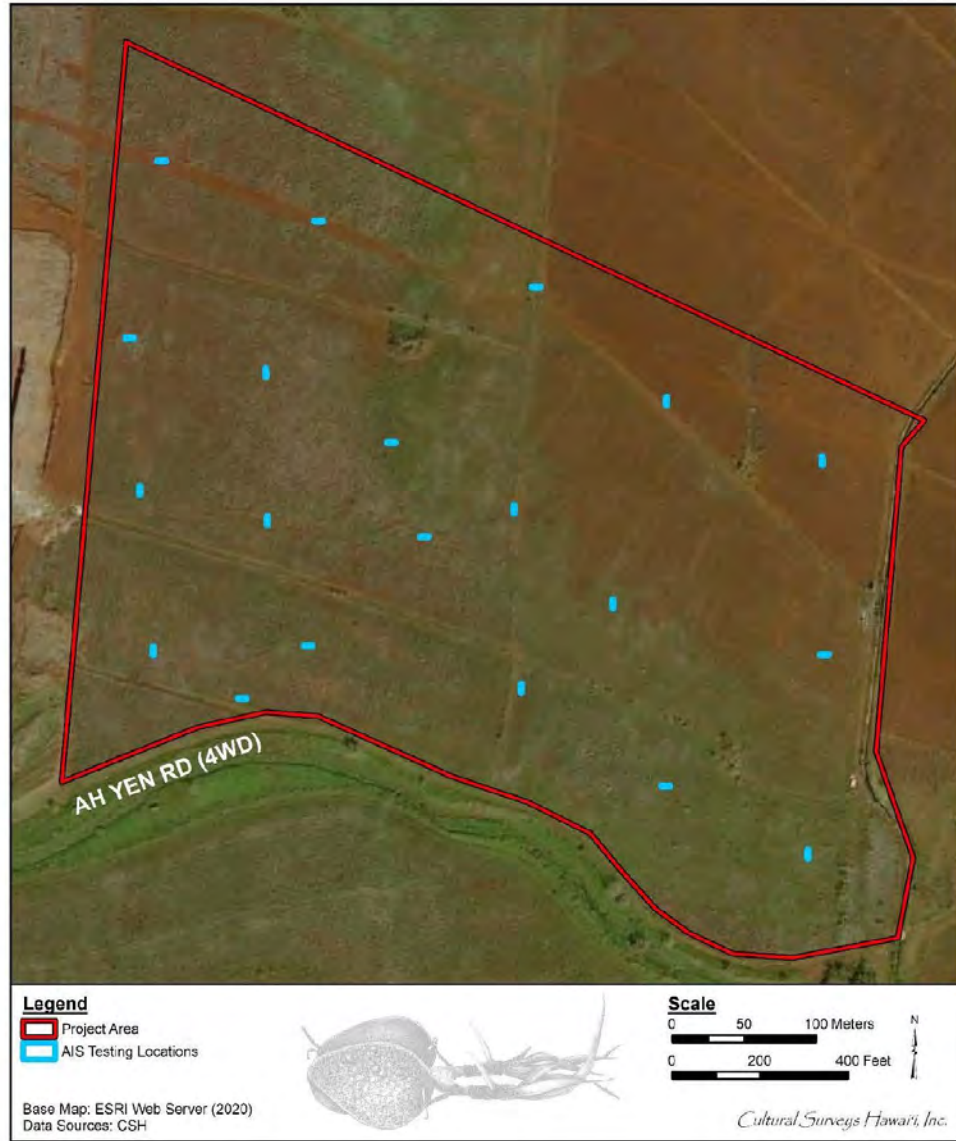 AH YEN RD (4WD)
Legend
Project Area
AIS Testing Locations
Base Map: ESRI Web Server (2020)
Data Sources: CSH
Scale
0 50 100 Meters
0 200 400 Feet
N
Cultural Surveys Hawai'i, Inc.